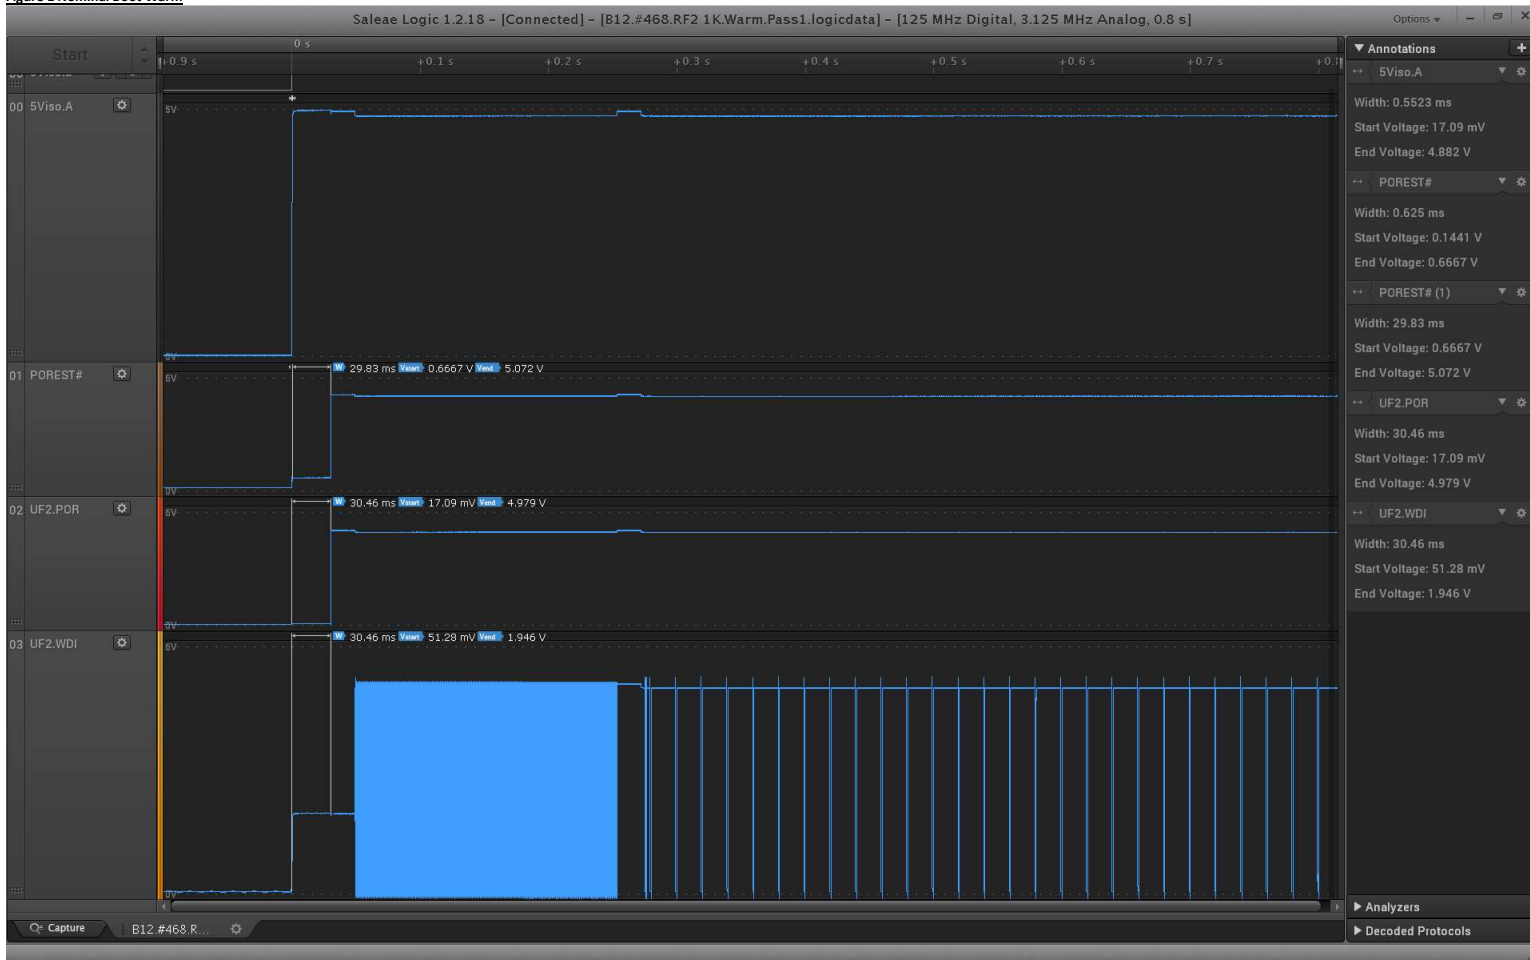 Saleae Logic 1.2.18 – [Connected] – [B12.#468.RF2 1K.Warm.Pass1.logicdata] – [125 MHz Digital, 3.125 MHz Analog, 0.8 s]
Options
Start
0 s
+0.9 s
+0.1 s
+0.2 s
+0.3 s
+0.4 s
+0.5 s
+0.6 s
+0.7 s
00 5Viso.A
5V
0V
01 POREST#
W 29.83 ms Vstart 0.6667 V Vend 5.072 V
6V
0V
02 UF2.POR
W 30.46 ms Vstart 17.09 mV Vend 4.979 V
6V
0V
03 UF2.WDI
W 30.46 ms Vstart 51.28 mV Vend 1.946 V
6V
0V
Capture
B12.#468.R...
Annotations
5Viso.A
Width: 0.5523 ms
Start Voltage: 17.09 mV
End Voltage: 4.882 V
POREST#
Width: 0.625 ms
Start Voltage: 0.1441 V
End Voltage: 0.6667 V
POREST# (1)
Width: 29.83 ms
Start Voltage: 0.6667 V
End Voltage: 5.072 V
UF2.POR
Width: 30.46 ms
Start Voltage: 17.09 mV
End Voltage: 4.979 V
UF2.WDI
Width: 30.46 ms
Start Voltage: 51.28 mV
End Voltage: 1.946 V
Analyzers
Decoded Protocols